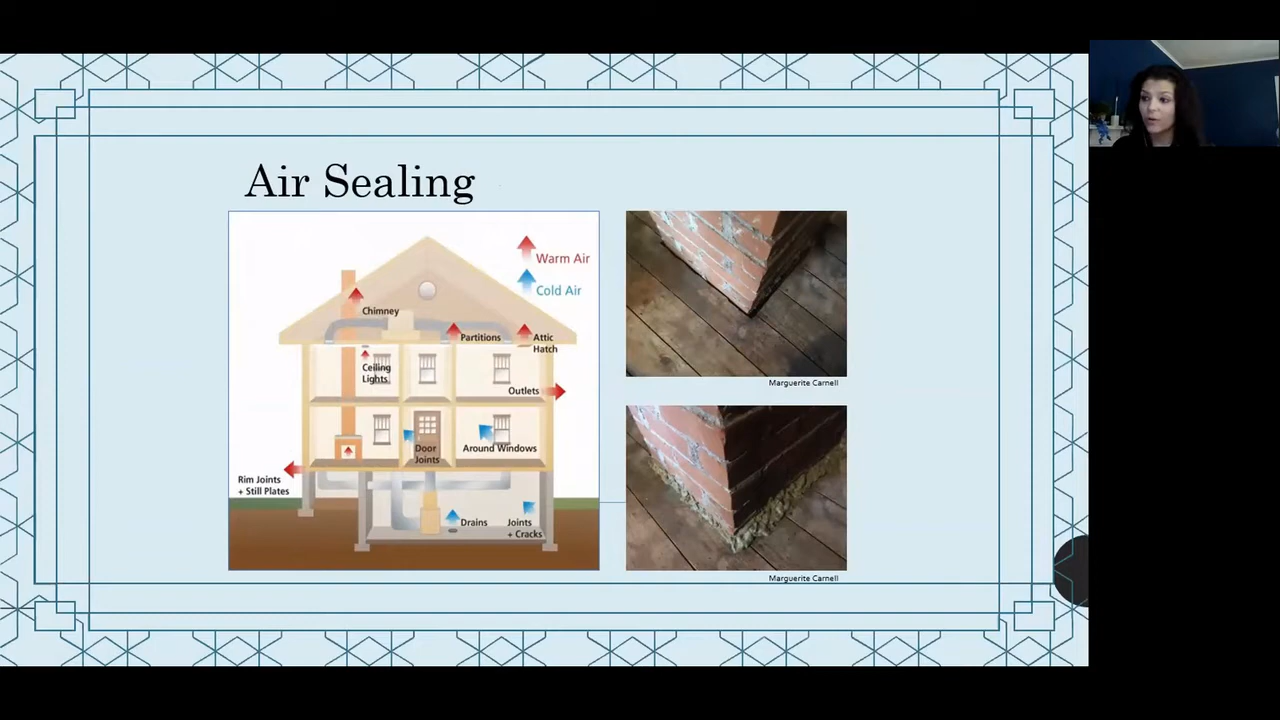 Air Sealing
Warm Air
Cold Air
Chimney
Partitions
Attic
Hatch
Ceiling
Lights
Outlets
Door
Joints
Around Windows
Rim Joints
+ Still Plates
Drains
Joints
+ Cracks
Marguerite Carnell
Marguerite Carnell